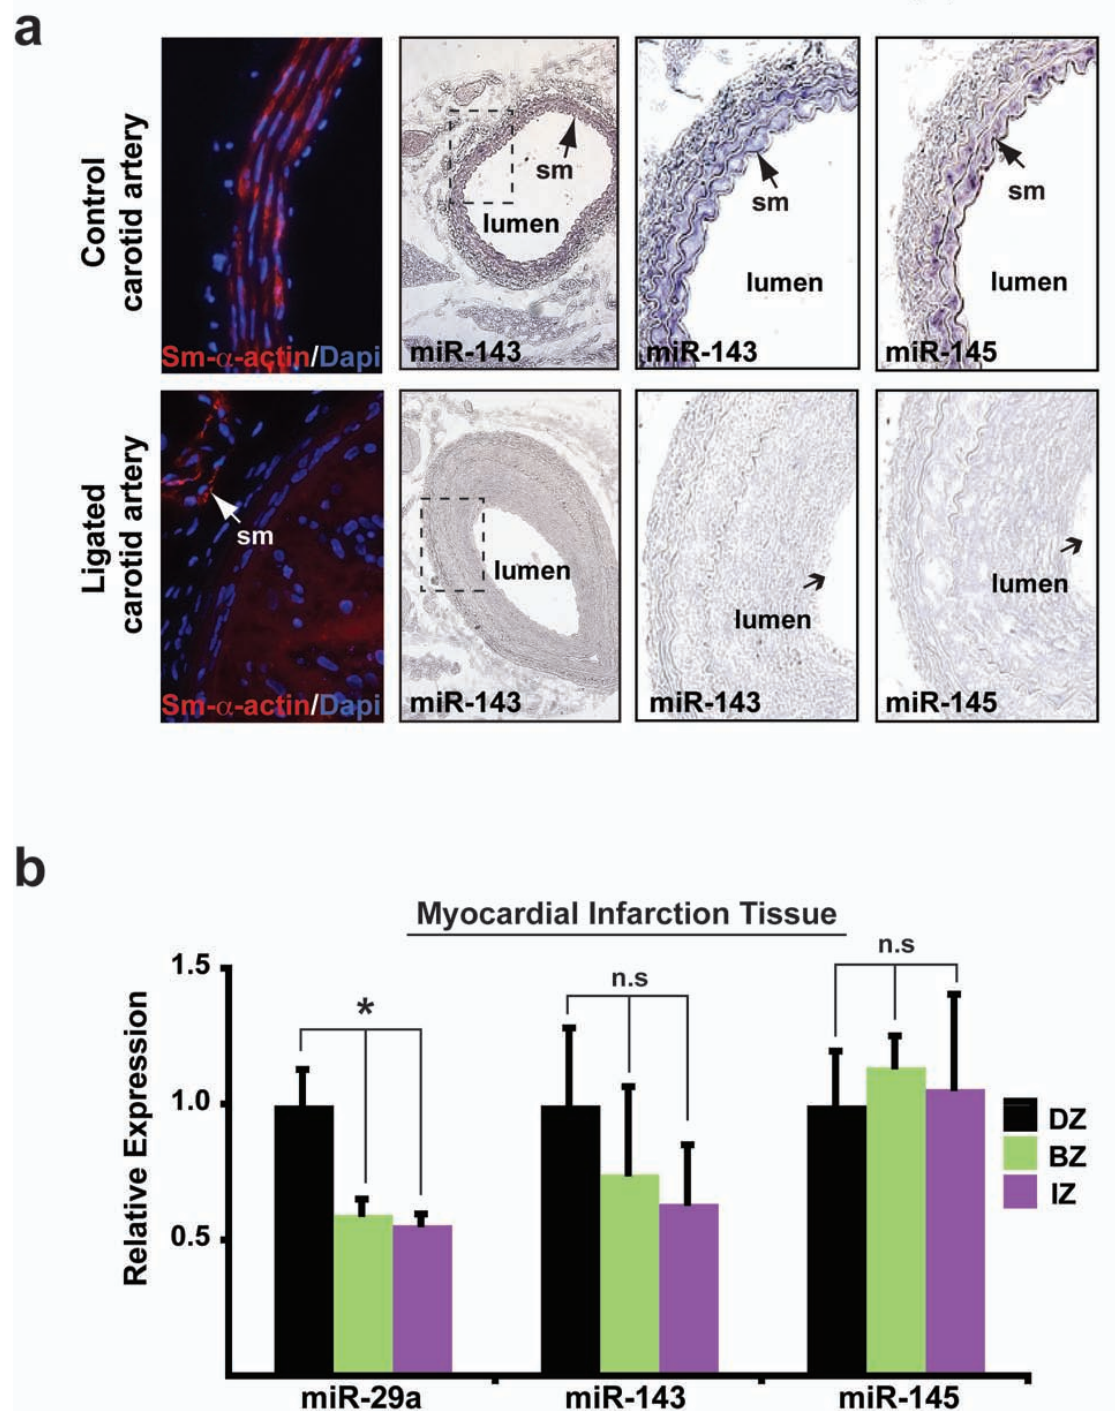 a
Control
carotid artery
Sm-α-actin/Dapi
sm
lumen
miR-143
sm
lumen
miR-143
sm
lumen
miR-145
Ligated
carotid artery
sm
Sm-α-actin/Dapi
lumen
miR-143
lumen
miR-143
lumen
miR-145
b
Myocardial Infarction Tissue
Relative Expression
1.5
1.0
0.5
*
n.s
n.s
DZ
BZ
IZ
miR-29a
miR-143
miR-145